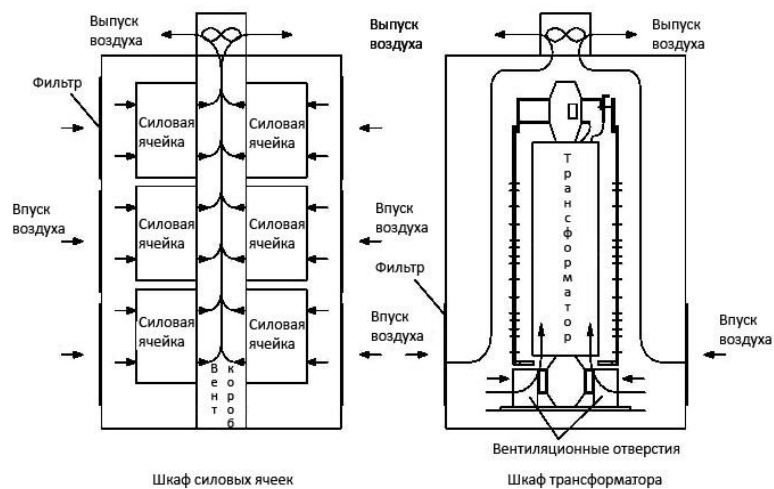 Выпуск
воздуха
Фильтр
Силовая
ячейка
Силовая
ячейка
Впуск
воздуха
Силовая
ячейка
Силовая
ячейка
Силовая
ячейка
Силовая
ячейка
Вент
короб
Шкаф силовых ячеек
Выпуск
воздуха
Выпуск
воздуха
Трансформатор
Впуск
воздуха
Фильтр
Впуск
воздуха
Впуск
воздуха
Вентиляционные отверстия
Шкаф трансформатора